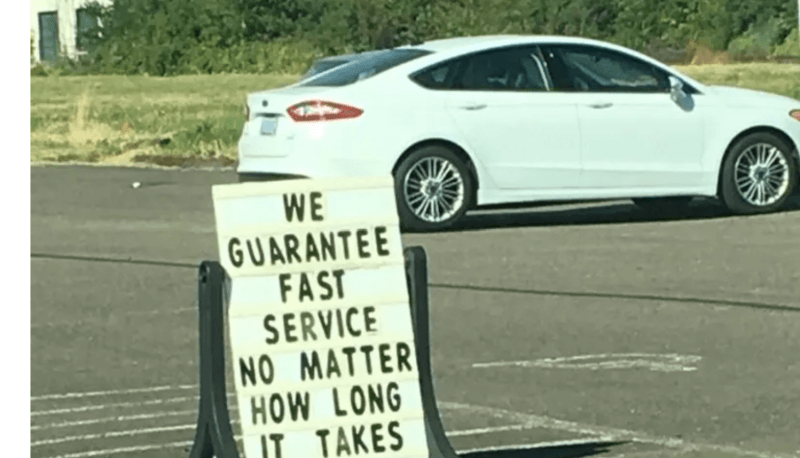 WE
GUARANTEE
FAST
SERVICE
NO MATTER
HOW LONG
IT TAKES